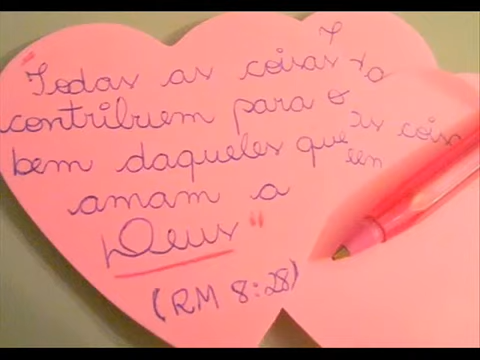 "Todas as coisas
contribuem para o
bem daqueles que
amam a
Deus"
(RM 8:28)